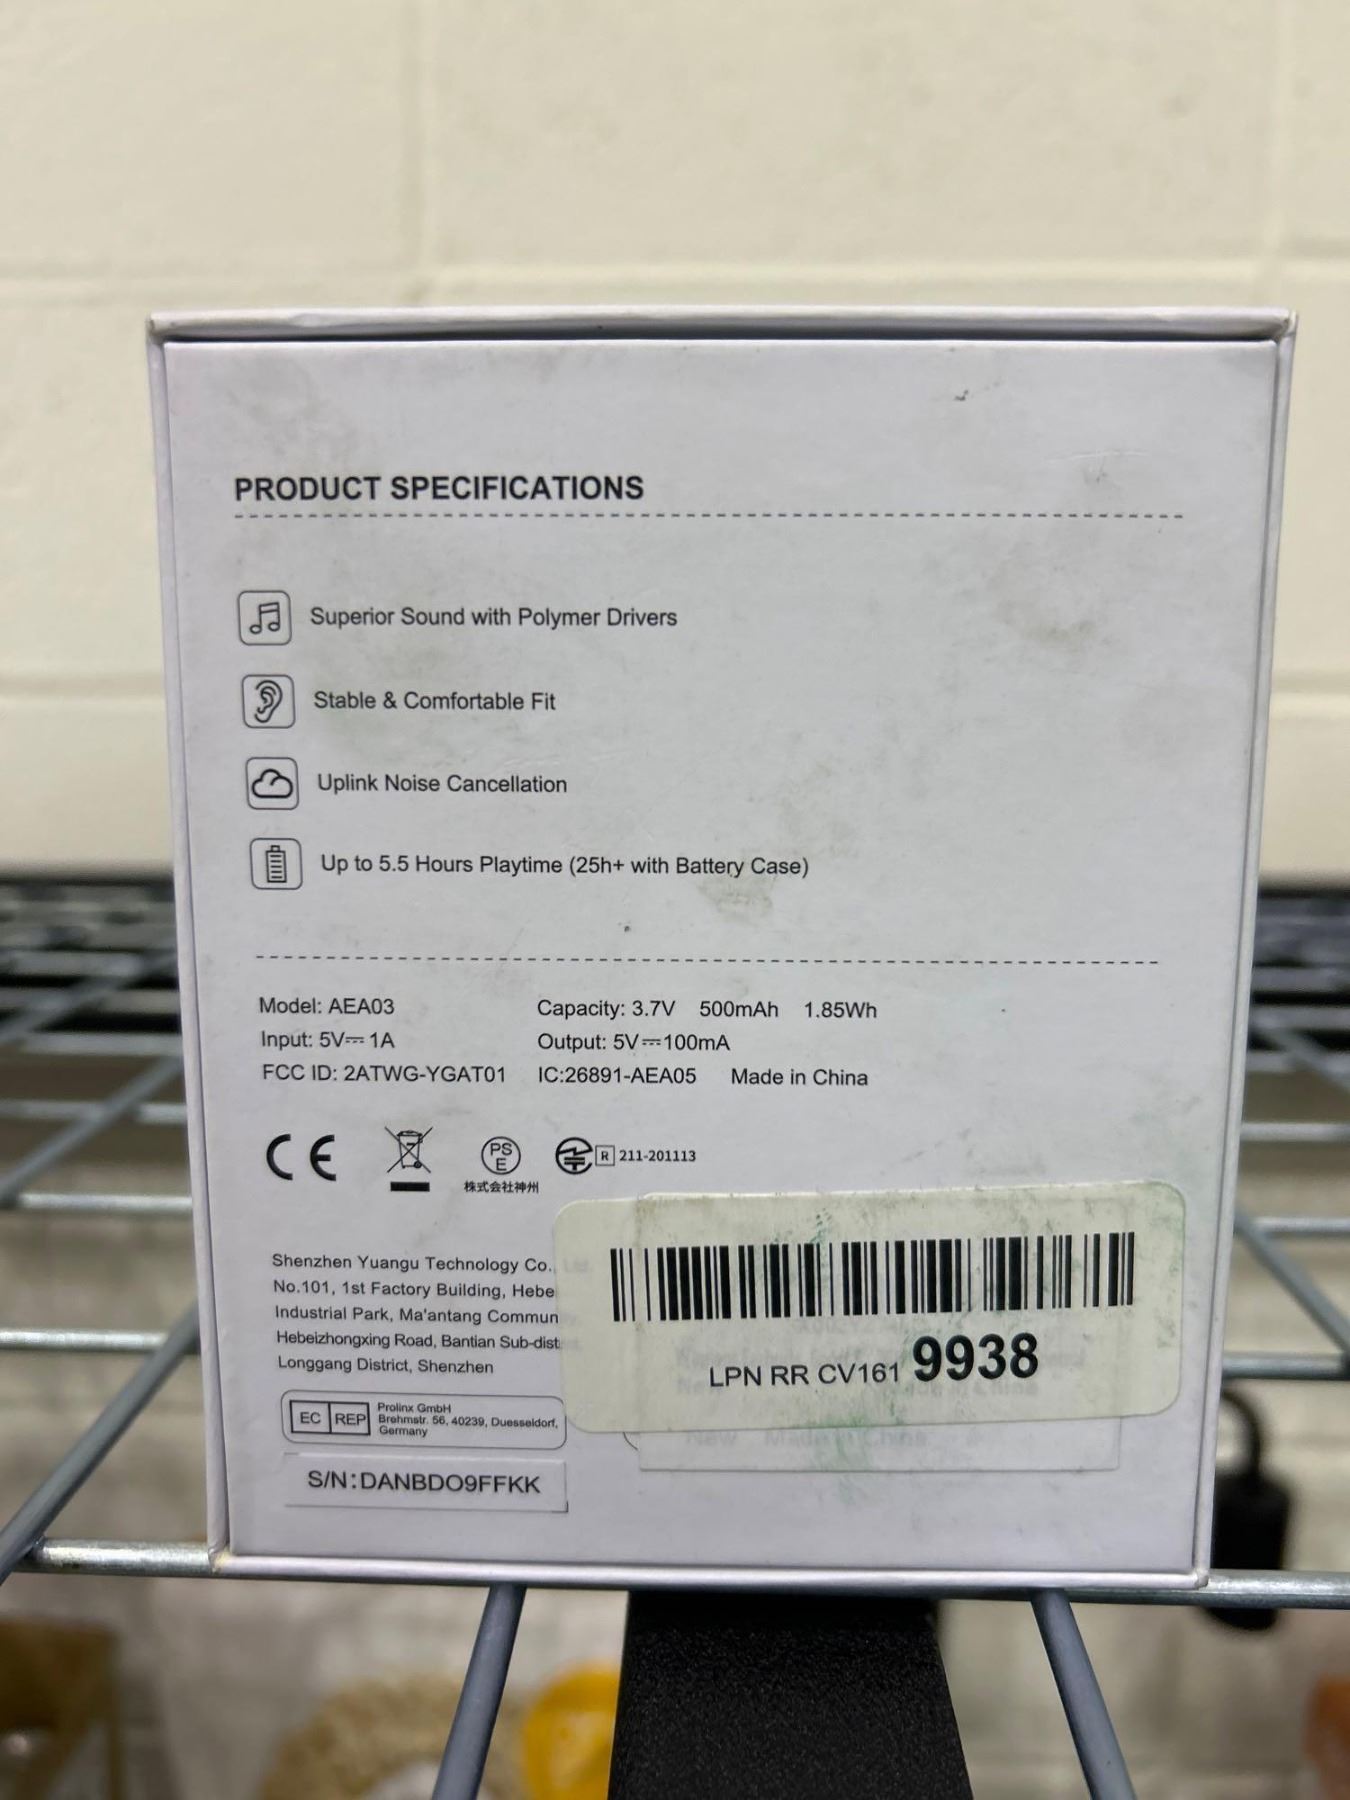 PRODUCT SPECIFICATIONS
Superior Sound with Polymer Drivers
Stable & Comfortable Fit
Uplink Noise Cancellation
Up to 5.5 Hours Playtime (25h+ with Battery Case)
Model: AEA03 Capacity: 3.7V 500mAh 1.85Wh
Input: 5V⎓1A Output: 5V⎓100mA
FCC ID: 2ATWG-YGAT01 IC:26891-AEA05 Made in China
CE PS E R 211-201113
株式会社神州
Shenzhen Yuangu Technology Co.,
No.101, 1st Factory Building, Hebe
Industrial Park, Ma'antang Commun
Hebeizhongxing Road, Bantian Sub-dist
Longgang District, Shenzhen
EC REP Prolinx GmbH
Brehmstr. 56, 40239, Duesseldorf,
Germany
S/N:DANBDO9FFKK
LPN RR CV161 9938
New Made in China